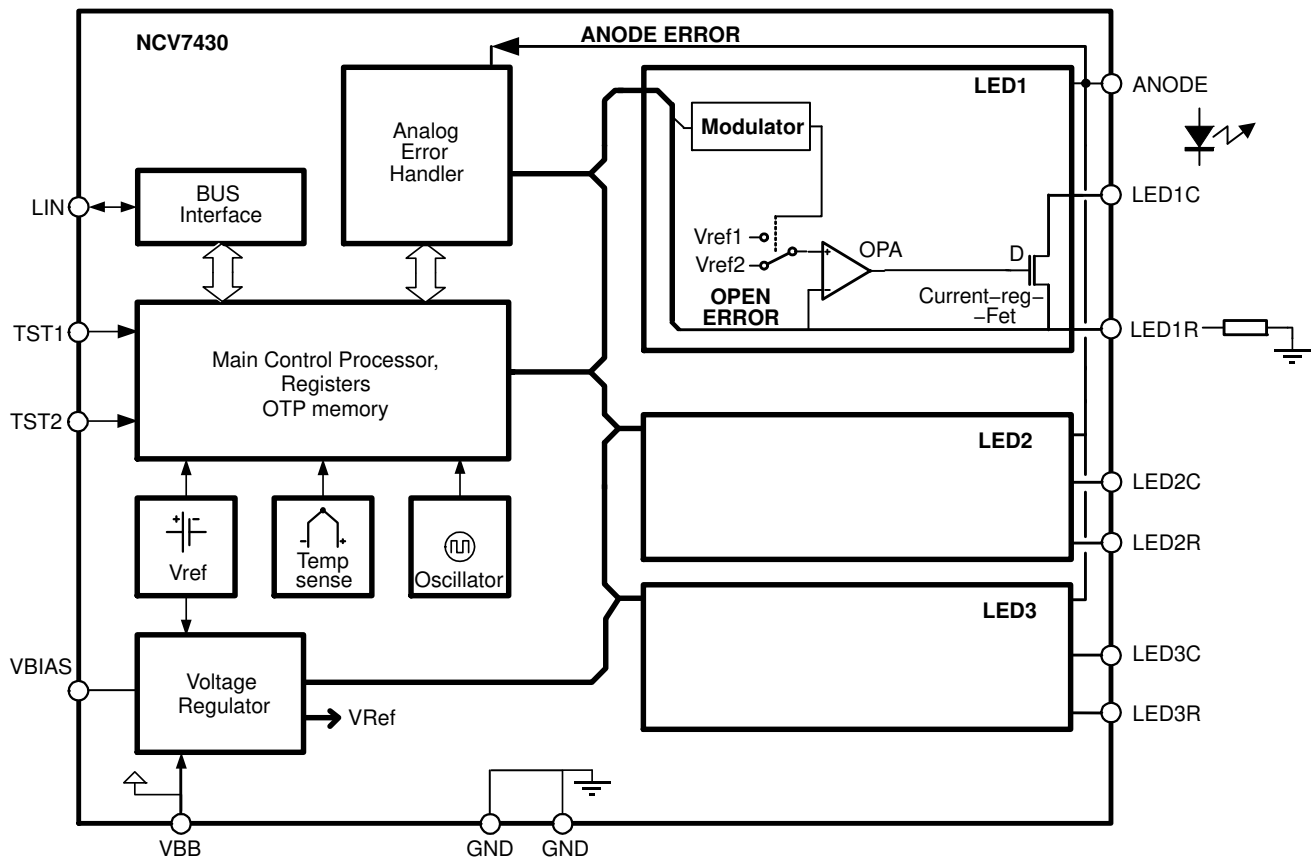 NCV7430
ANODE ERROR
LED1
ANODE
Modulator
Analog
Error
Handler
BUS
Interface
LIN
LED1C
Vref1
Vref2
+
−
OPA
D
Current−reg−
−Fet
OPEN
ERROR
LED1R
TST1
TST2
Main Control Processor,
Registers
OTP memory
LED2
LED2C
LED2R
+ −
Vref
− +
Temp
sense
Oscillator
LED3
LED3C
LED3R
VBIAS
Voltage
Regulator
VRef
VBB
GND
GND